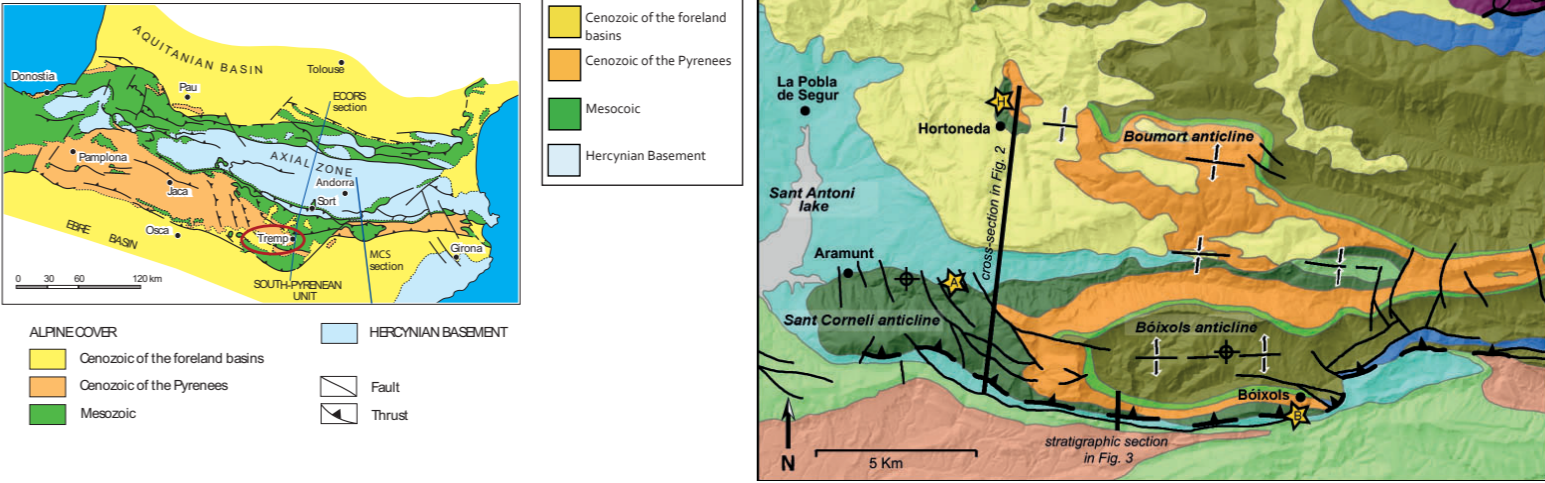 AQUITANIAN BASIN
Tolouse
Donostia
Pau
ECORS
section
Pamplona
AXIAL ZONE
Andorra
Jaca
Sort
Osca
Tremp
EBRE BASIN
MCS
section
Girona
SOUTH-PYRENEAN
UNIT
0 30 60 120 km
ALPINE COVER
Cenozoic of the foreland basins
Cenozoic of the Pyrenees
Mesozoic
HERCYNIAN BASEMENT
Fault
Thrust
Cenozoic of the foreland
basins
Cenozoic of the Pyrenees
Mesocoic
Hercynian Basement
La Pobla
de Segur
H
Hortoneda
Boumort anticline
cross-section in Fig. 2
Sant Antoni
lake
Aramunt
A
Sant Corneli anticline
Bóixols anticline
Bóixols
B
stratigraphic section
in Fig. 3
N
5 Km